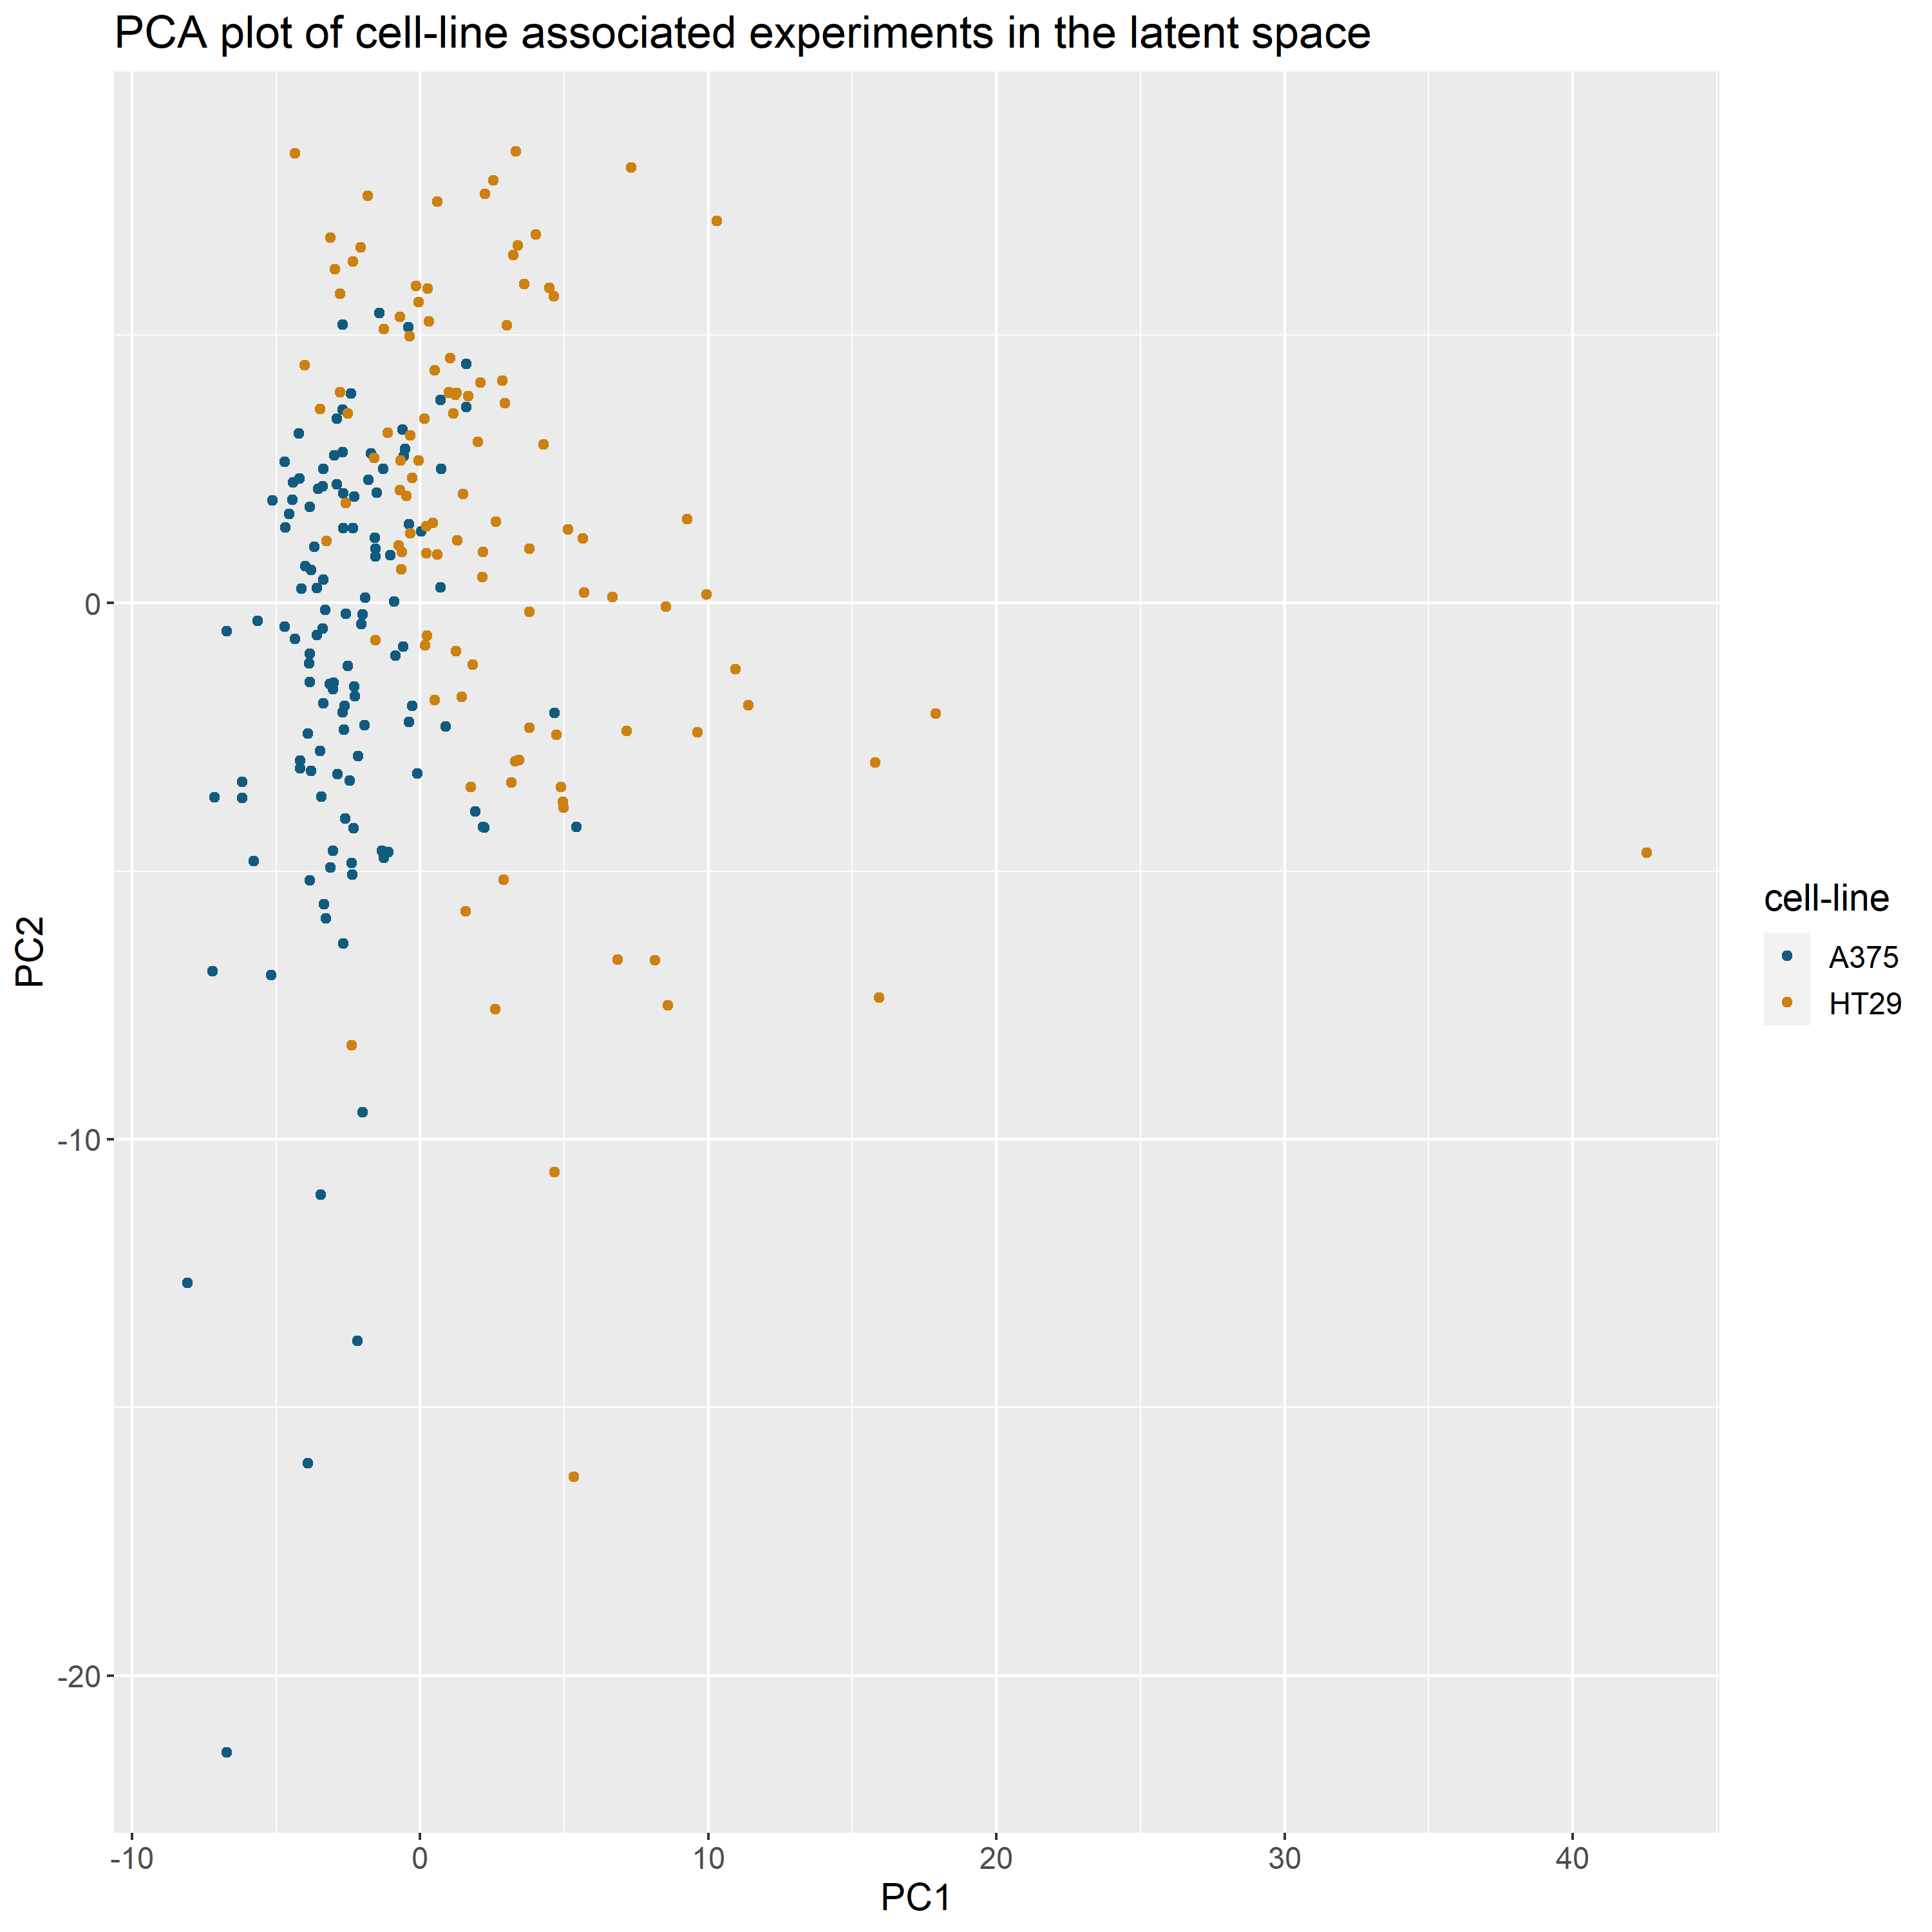 PCA plot of cell-line associated experiments in the latent space
0
-10
-20
PC2
-10
0
10
20
30
40
PC1
cell-line
A375
HT29